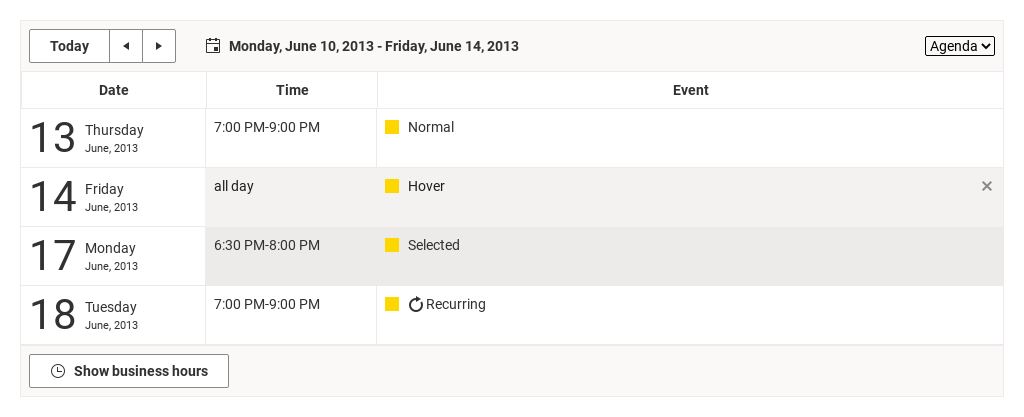 Today
Monday, June 10, 2013 - Friday, June 14, 2013
Agenda
Date Time Event
13 Thursday June, 2013 7:00 PM-9:00 PM Normal
14 Friday June, 2013 all day Hover
17 Monday June, 2013 6:30 PM-8:00 PM Selected
18 Tuesday June, 2013 7:00 PM-9:00 PM Recurring
Show business hours